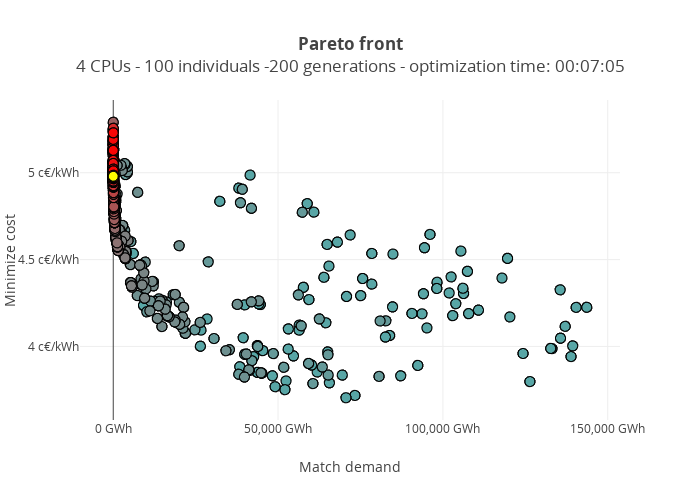 Pareto front
4 CPUs - 100 individuals -200 generations - optimization time: 00:07:05
5 c€/kWh
4.5 c€/kWh
4 c€/kWh
Minimize cost
0 GWh
50,000 GWh
100,000 GWh
150,000 GWh
Match demand